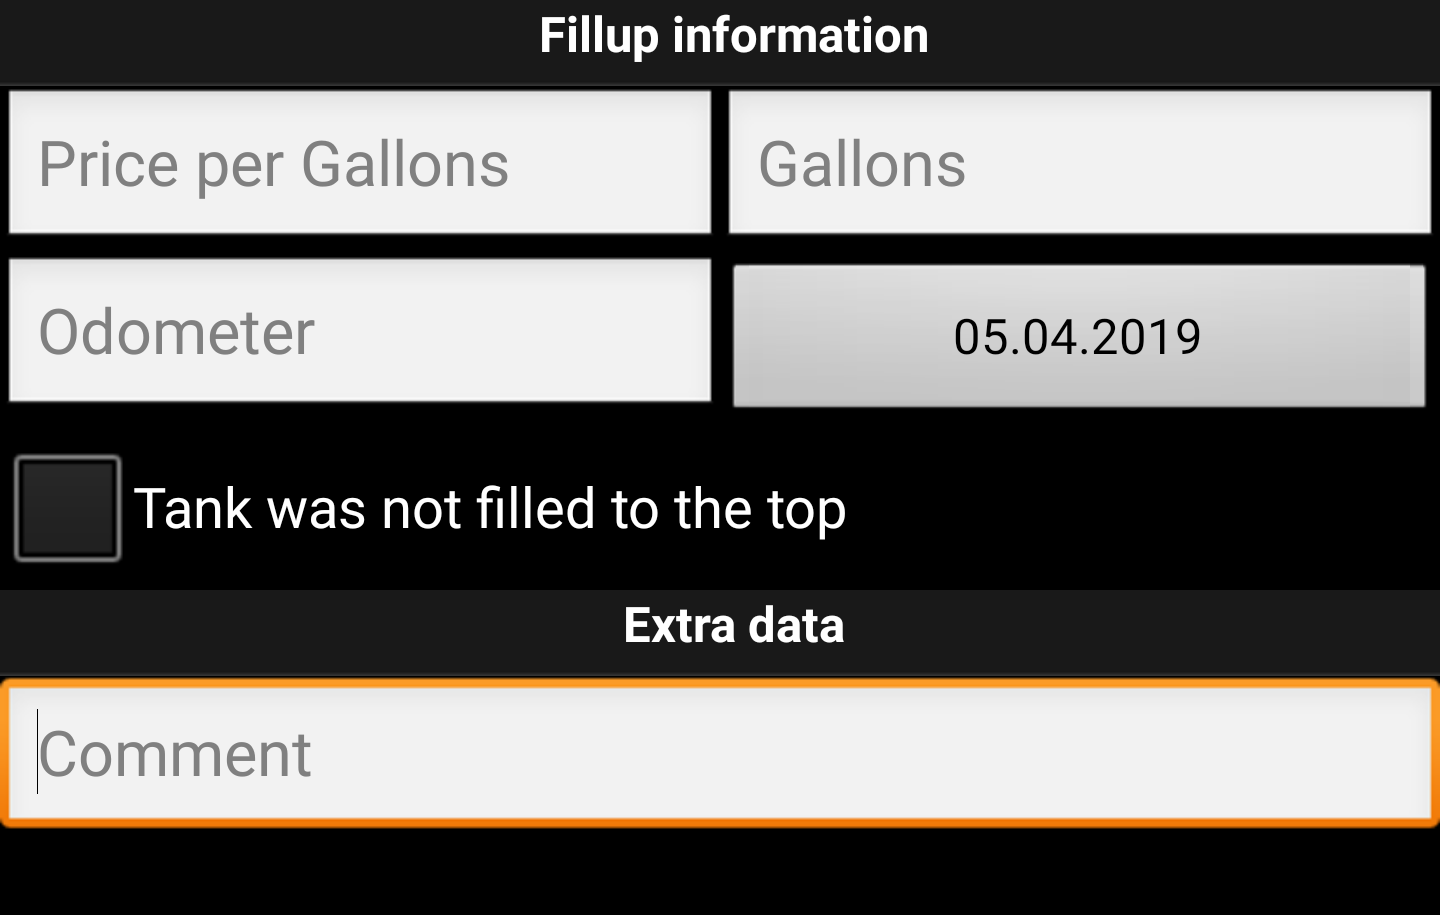 Fillup information
Price per Gallons
Gallons
Odometer
05.04.2019
Tank was not filled to the top
Extra data
Comment